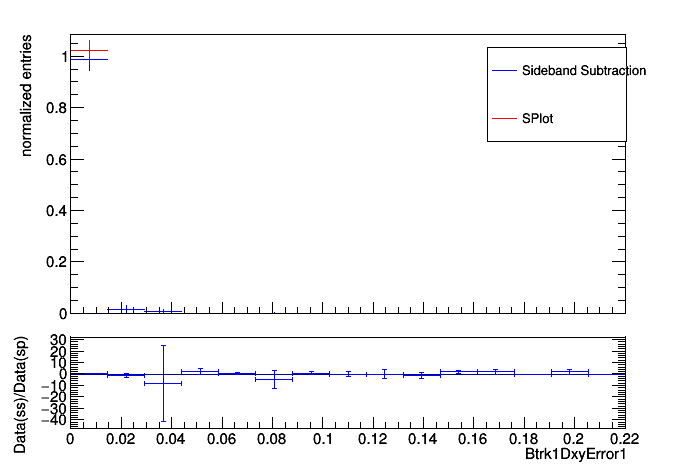 normalized entries
1
0.8
0.6
0.4
0.2
0
Sideband Subtraction
SPlot
Data(ss)/Data(sp)
30
20
10
0
−10
−20
−30
−40
0 0.02 0.04 0.06 0.08 0.1 0.12 0.14 0.16 0.18 0.2 0.22
Btrk1DxyError1